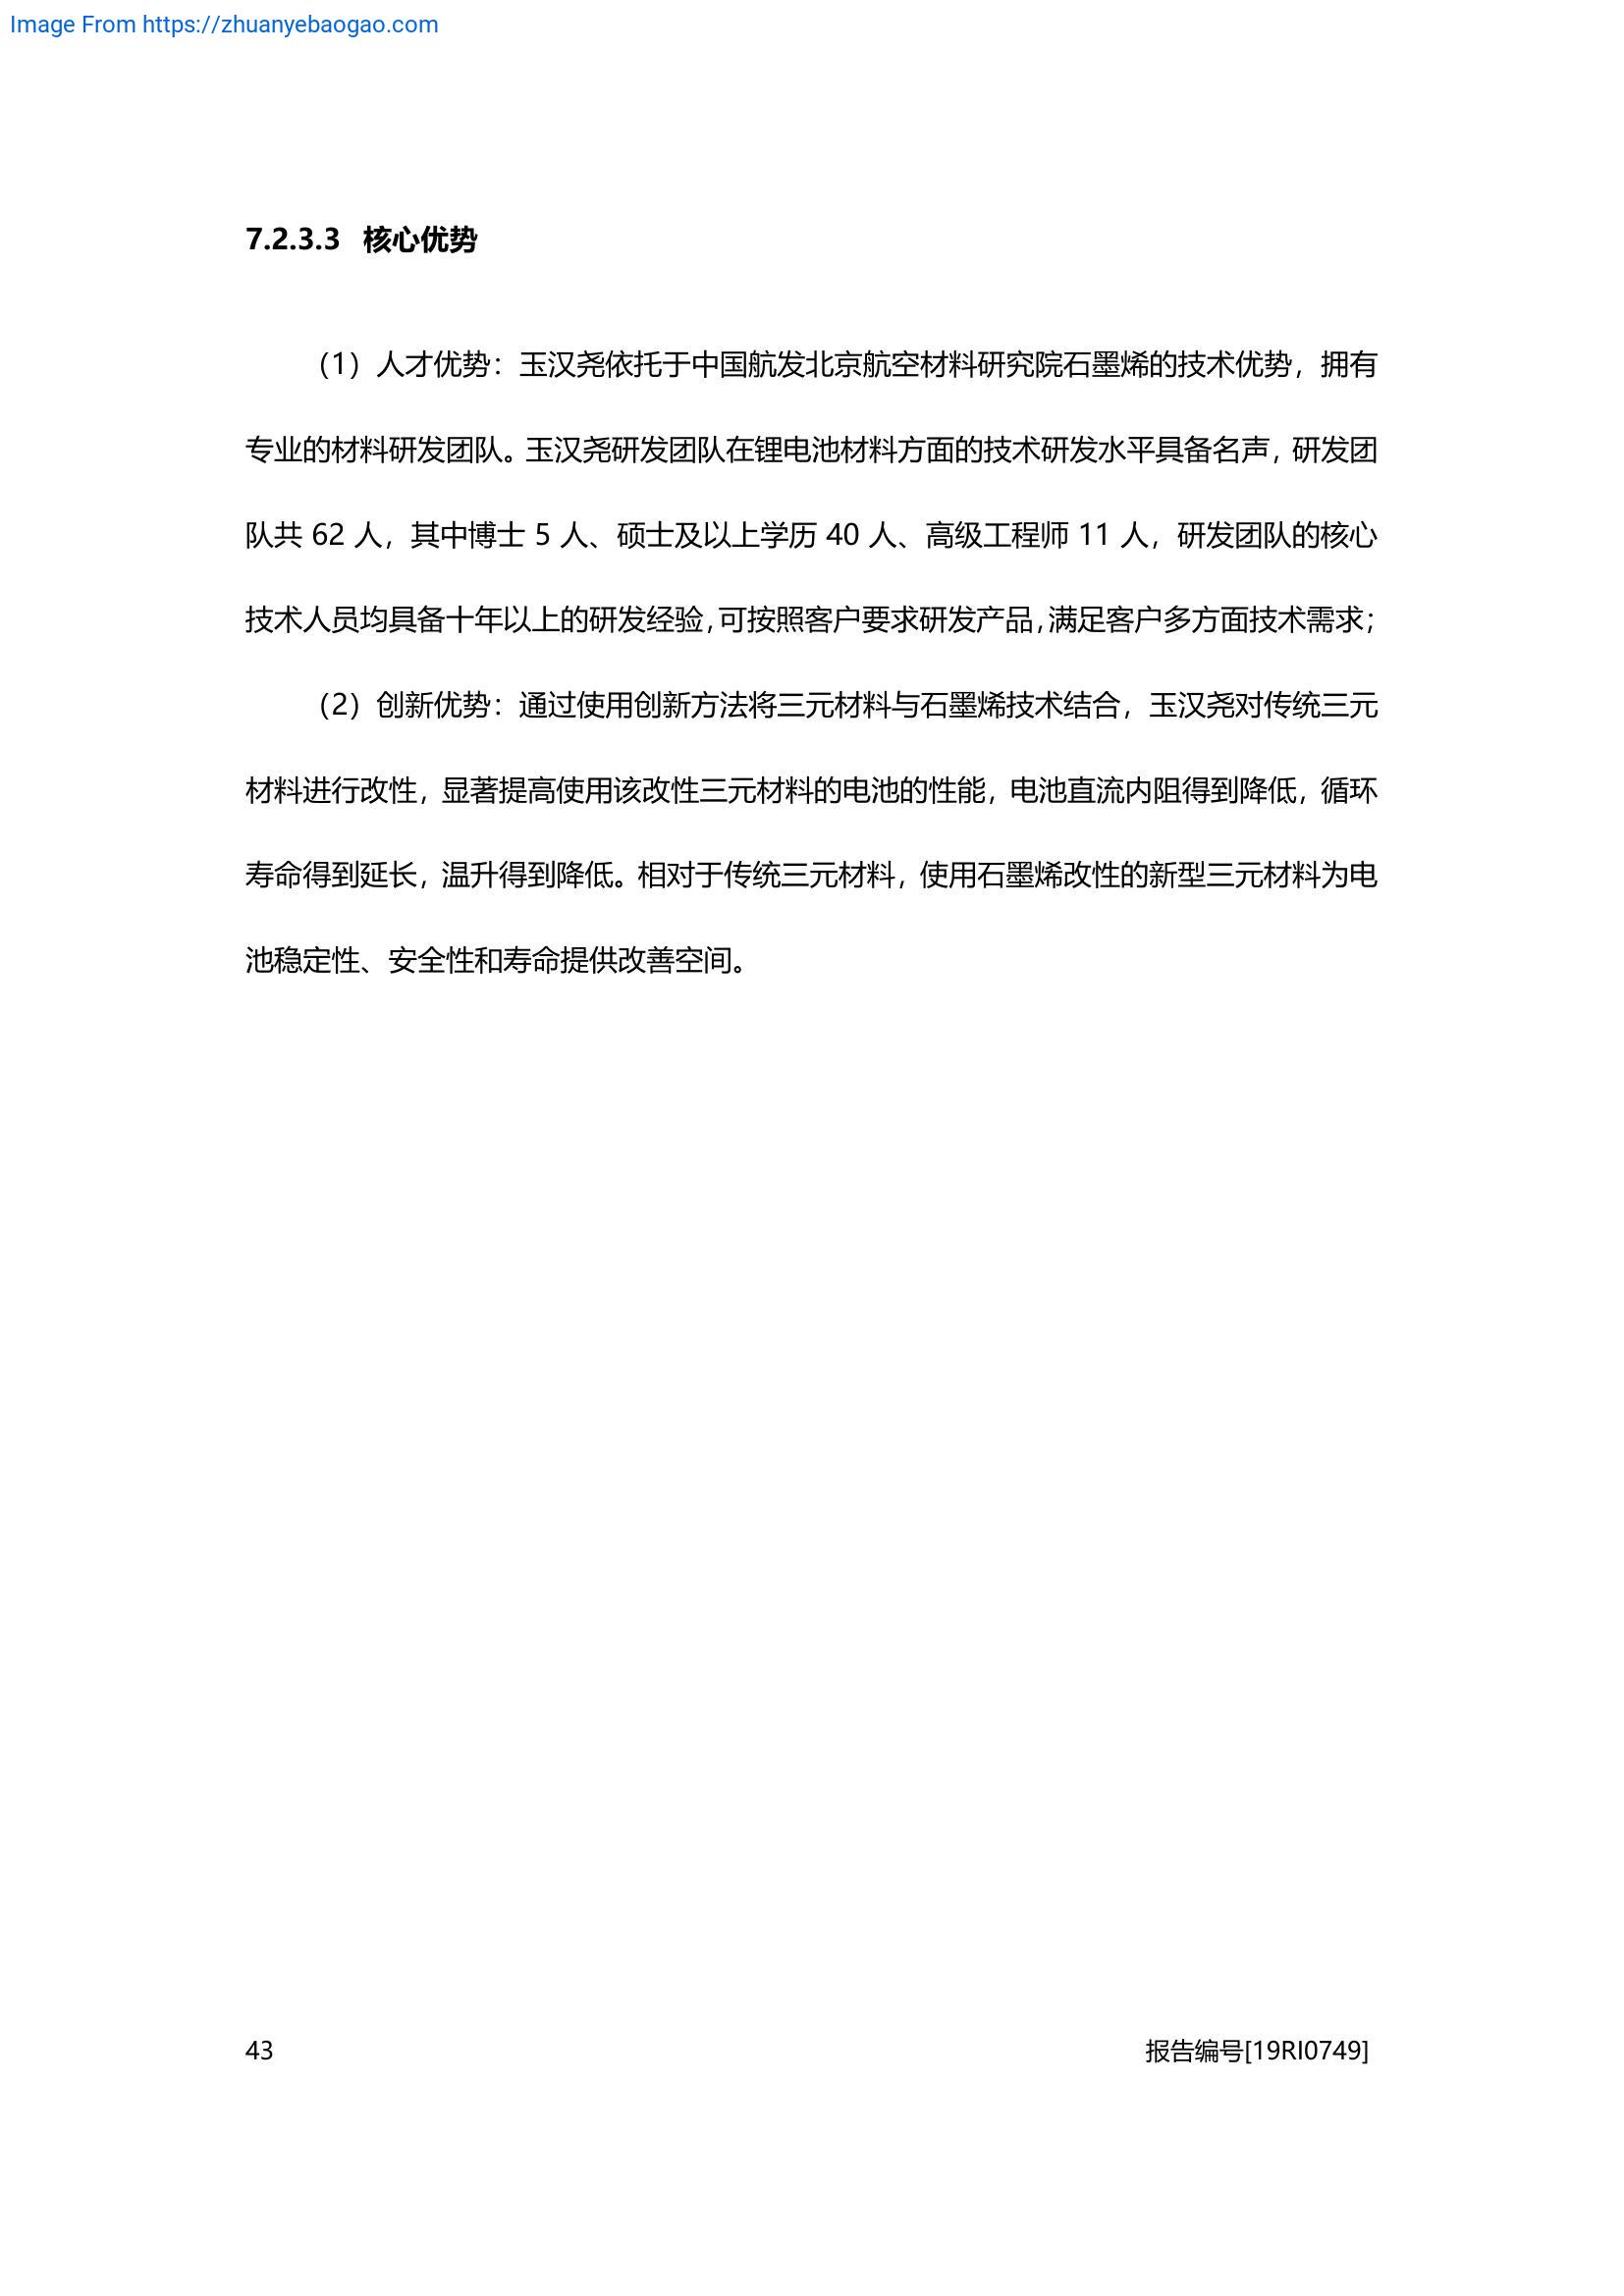 Image From https://zhuanyebaogao.com
7.2.3.3 核心优势
（1）人才优势：玉汉尧依托于中国航发北京航空材料研究院石墨烯的技术优势，拥有
专业的材料研发团队。玉汉尧研发团队在锂电池材料方面的技术研发水平具备名声，研发团
队共 62 人，其中博士 5 人、硕士及以上学历 40 人、高级工程师 11 人，研发团队的核心
技术人员均具备十年以上的研发经验，可按照客户要求研发产品，满足客户多方面技术需求；
（2）创新优势：通过使用创新方法将三元材料与石墨烯技术结合，玉汉尧对传统三元
材料进行改性，显著提高使用该改性三元材料的电池的性能，电池直流内阻得到降低，循环
寿命得到延长，温升得到降低。相对于传统三元材料，使用石墨烯改性的新型三元材料为电
池稳定性、安全性和寿命提供改善空间。
43 报告编号[19RI0749]